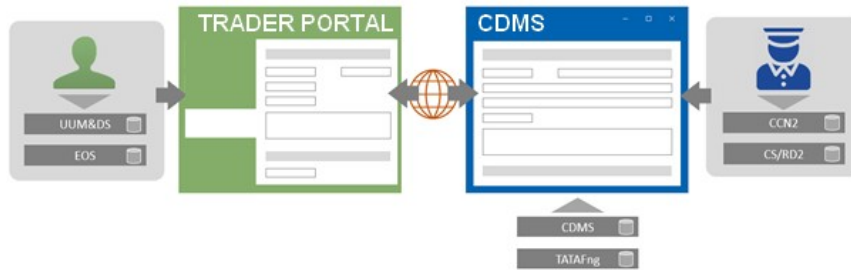 TRADER PORTAL
CDMS
UUM&DS
EOS
CCN2
CS/RD2
CDMS
TATAFng